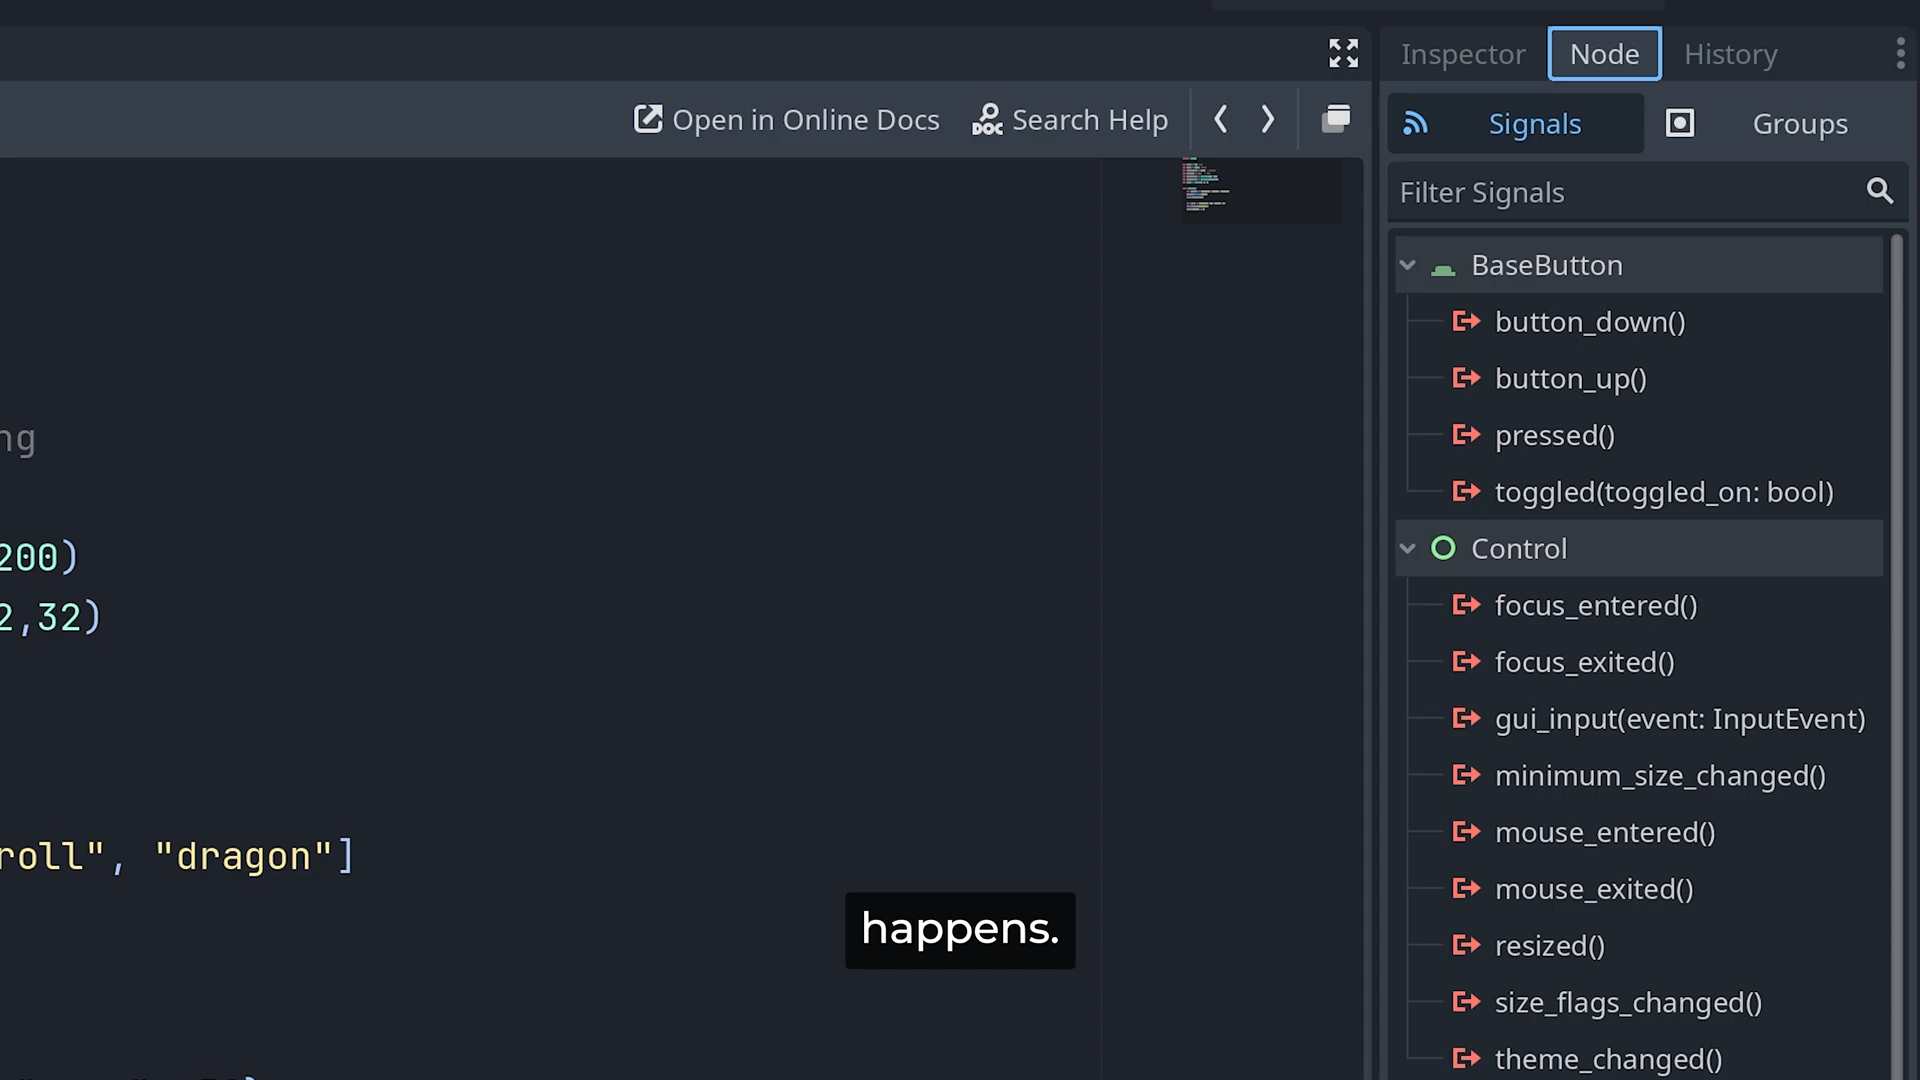 Inspector Node History
Open in Online Docs DOC Search Help
Signals Groups
Filter Signals
BaseButton
button_down()
button_up()
pressed()
toggled(toggled_on: bool)
Control
focus_entered()
focus_exited()
gui_input(event: InputEvent)
minimum_size_changed()
mouse_entered()
mouse_exited()
resized()
size_flags_changed()
theme_changed()
ng
200)
2,32)
roll", "dragon"]
happens.